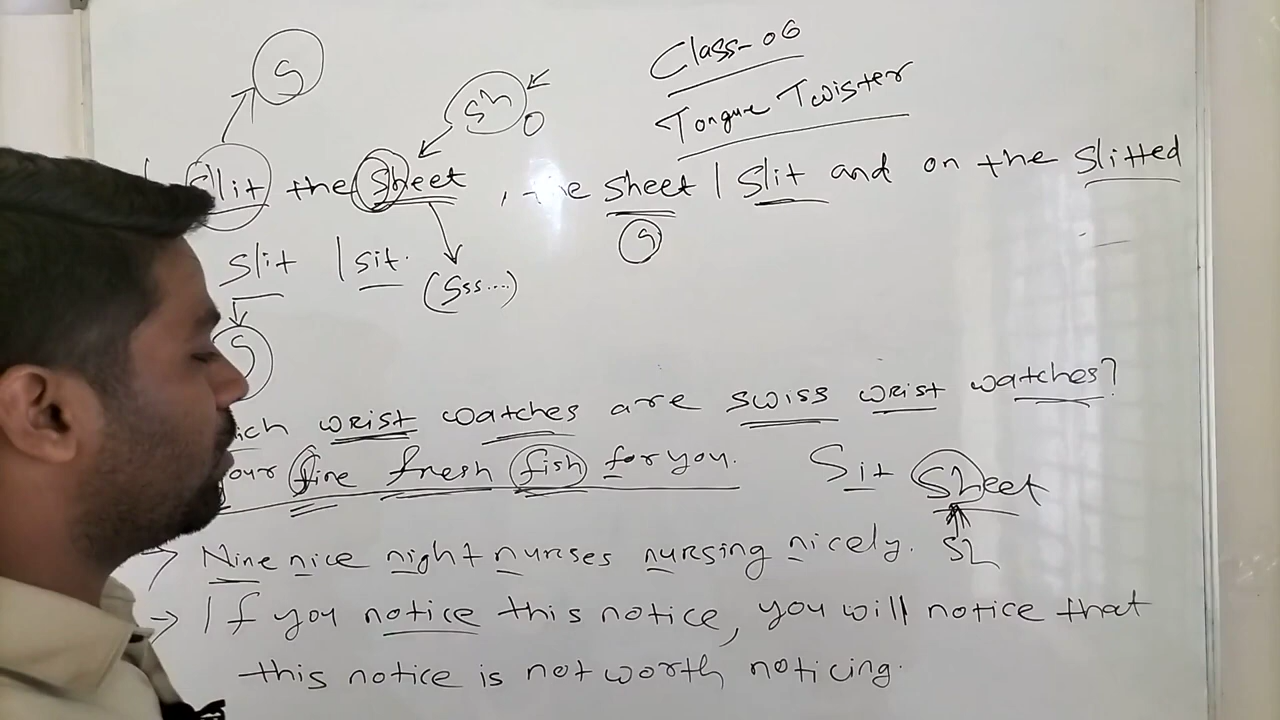 Class-06
Tongue Twister
S
sh
slit the sheet, the sheet I slit and on the slitted
S
slit | sit.
(Sss....)
S
wrist watches are swiss wrist watches?
fine fresh fish for you.
Sit sheet
Sh
→ Nine nice night nurses nursing nicely.
→ If you notice this notice, you will notice that
this notice is not worth noticing.